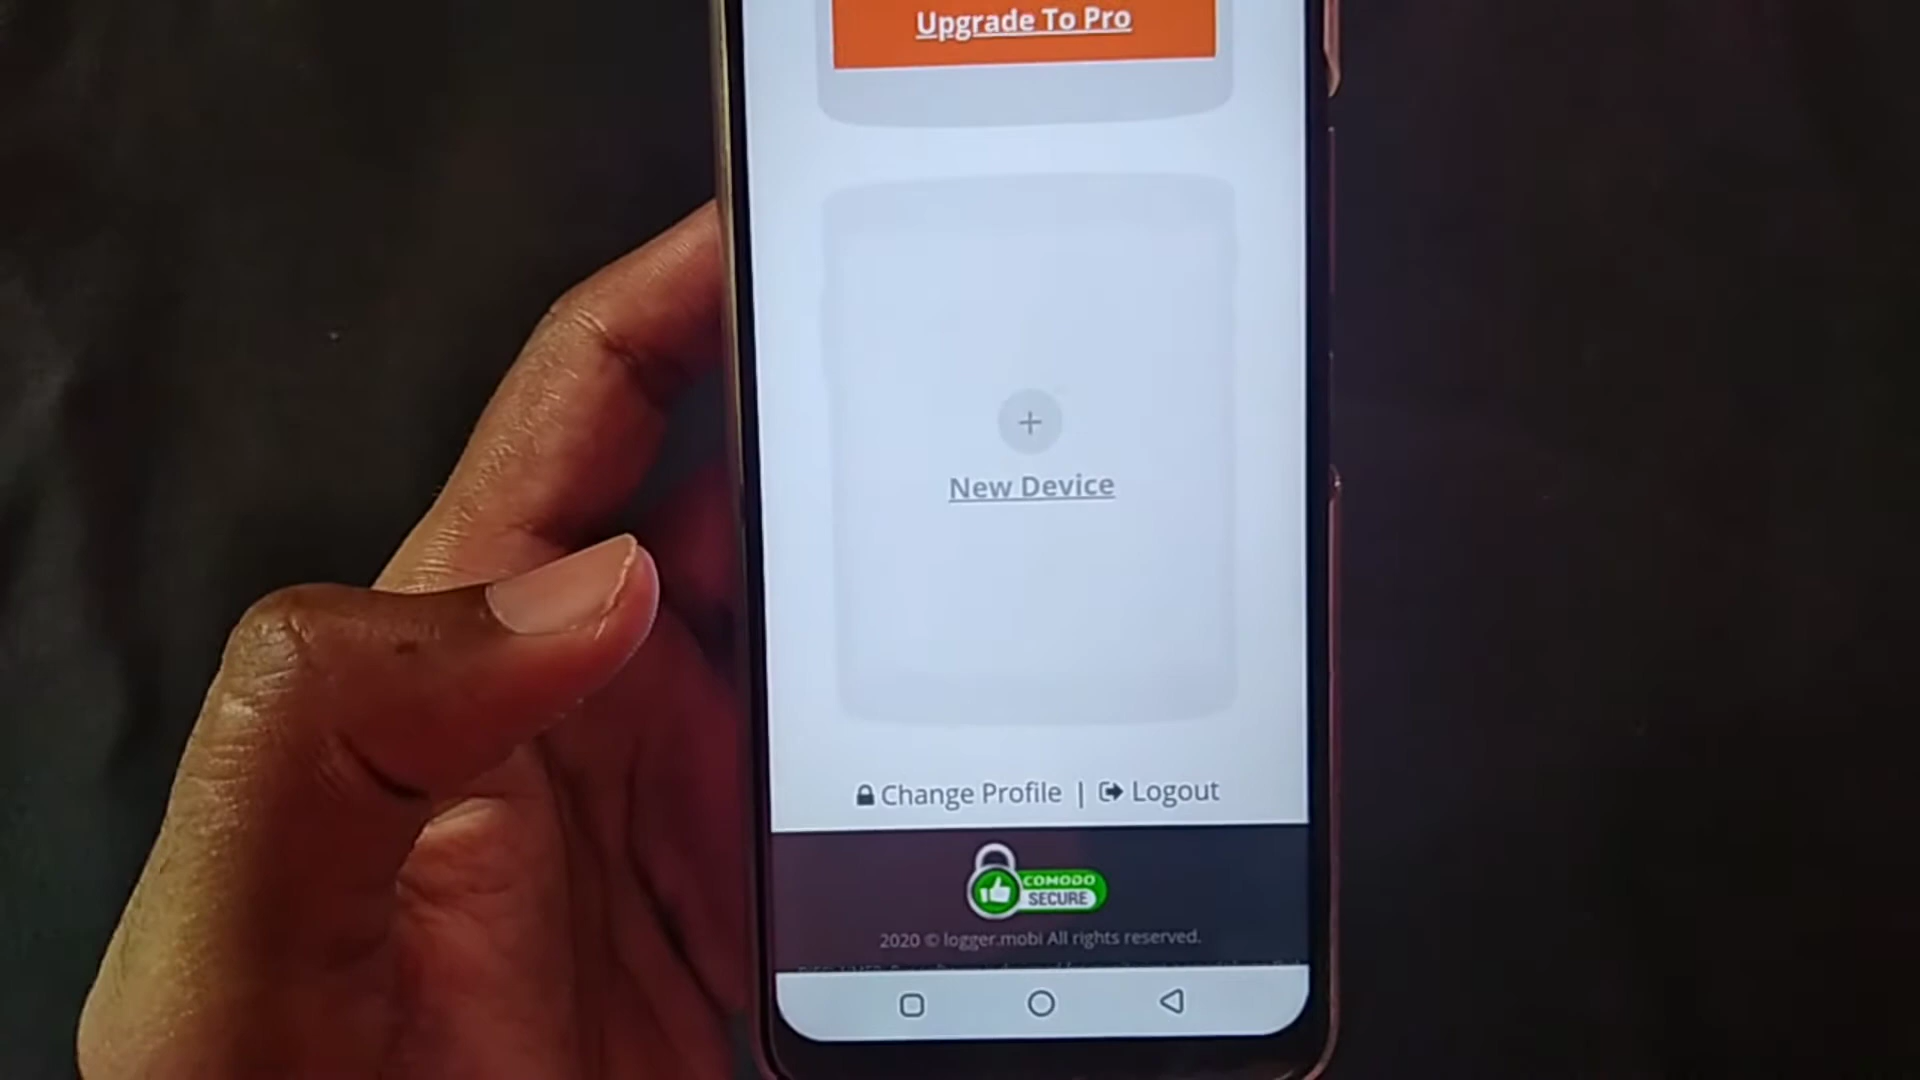 Upgrade To Pro
+
New Device
Change Profile | Logout
COMODO
SECURE
2020 © logger.mobi All rights reserved.